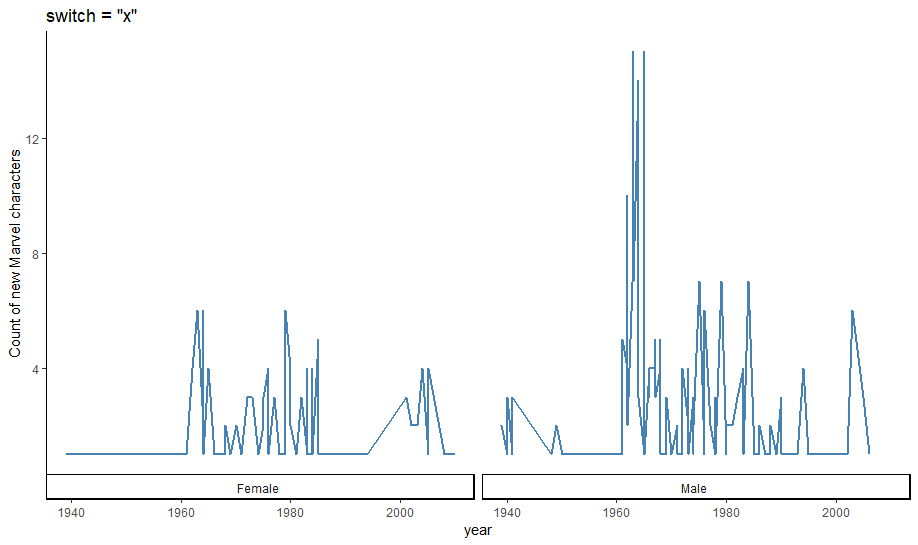 switch = "x"
Count of new Marvel characters
12
8
4
Female
Male
1940
1960
1980
2000
1940
1960
1980
2000
year